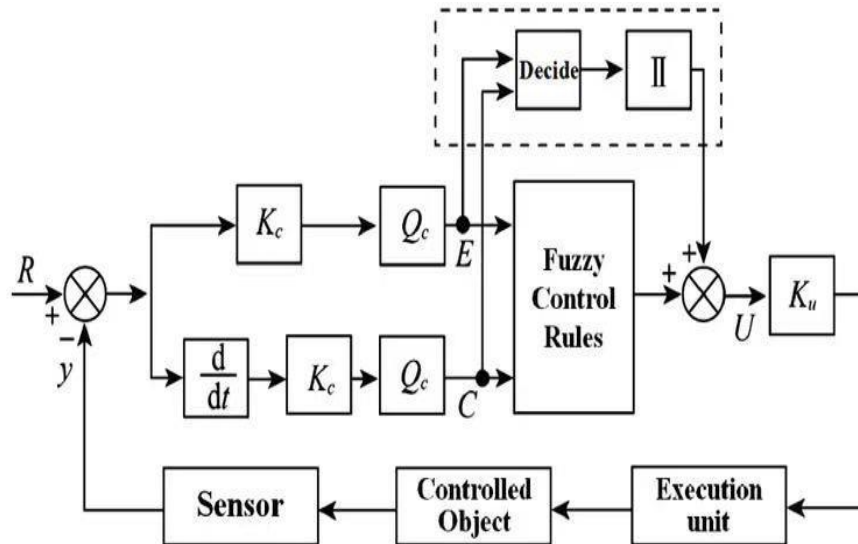 Decide
II
K_c
Q_c
E
R
+
−
y
d
dt
K_c
Q_c
C
Fuzzy
Control
Rules
+
+
U
K_u
Sensor
Controlled
Object
Execution
unit